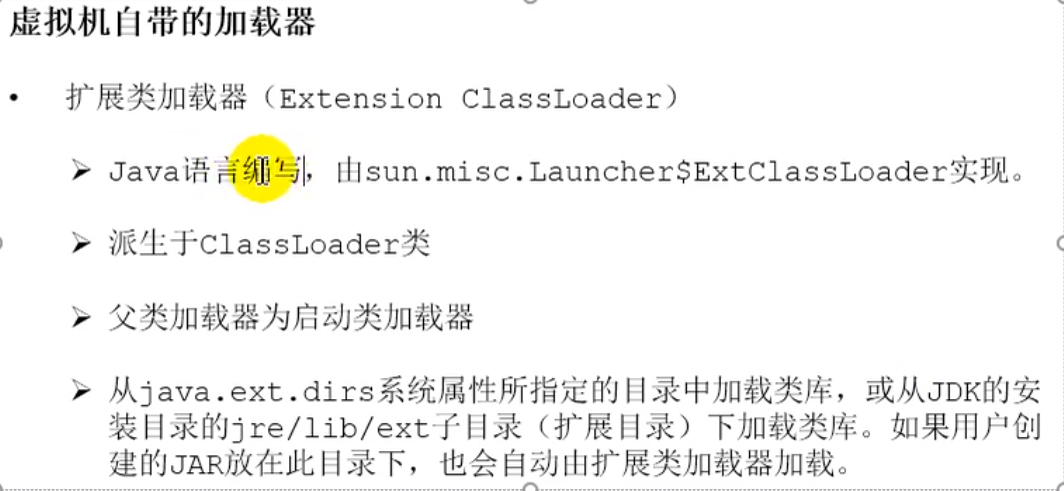 虚拟机自带的加载器
• 扩展类加载器（Extension ClassLoader）
➢ Java语言编写，由sun.misc.Launcher$ExtClassLoader实现。
➢ 派生于ClassLoader类
➢ 父类加载器为启动类加载器
➢ 从java.ext.dirs系统属性所指定的目录中加载类库，或从JDK的安
装目录的jre/lib/ext子目录（扩展目录）下加载类库。如果用户创
建的JAR放在此目录下，也会自动由扩展类加载器加载。